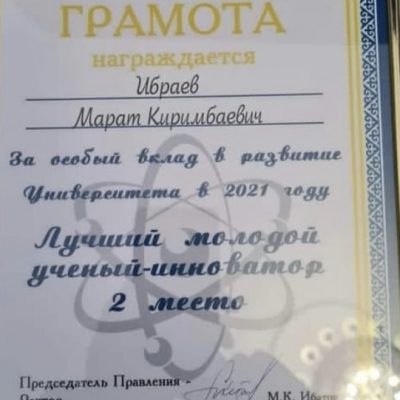 ГРАМОТА
награждается
Ибраев
Марат Киримбаевич
За особый вклад в развитие
Университета в 2021 году
Лучший молодой
ученый-инноватор
2 место
Председатель Правления -
М.К.